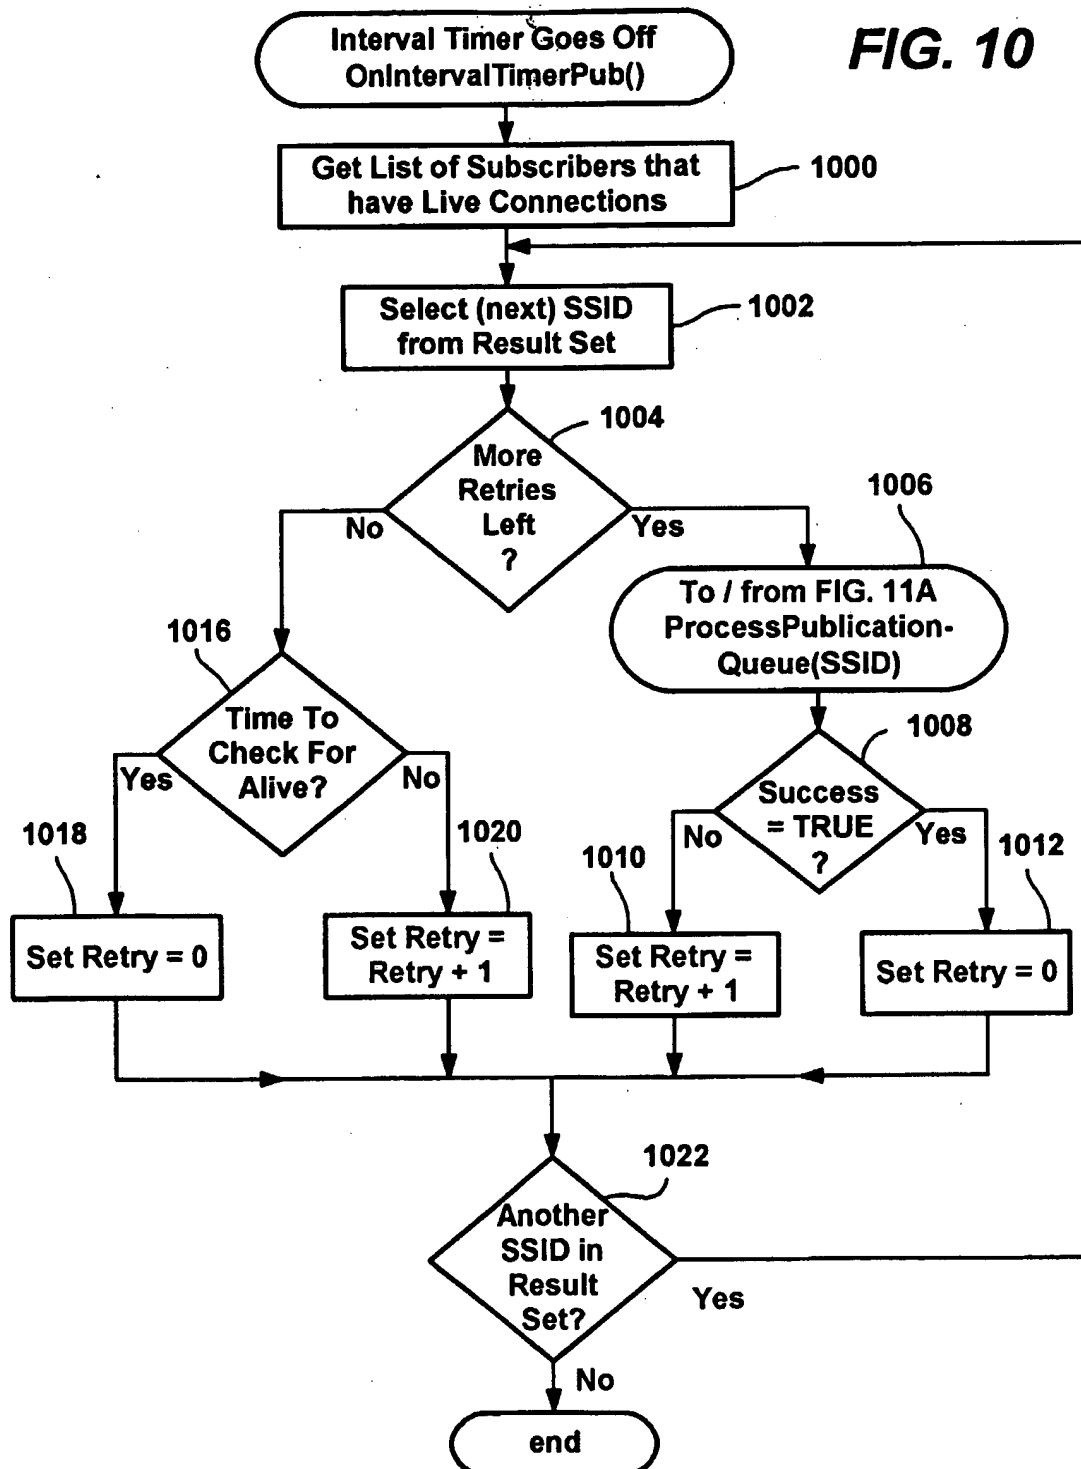 Interval Timer Goes Off
OnIntervalTimerPub()
FIG. 10
Get List of Subscribers that
have Live Connections
1000
Select (next) SSID
from Result Set
1002
1004
More
Retries
Left
?
No
Yes
1006
To / from FIG. 11A
ProcessPublication-
Queue(SSID)
1016
Time To
Check For
Alive?
Yes
No
1008
Success
= TRUE
?
No
Yes
1018
Set Retry = 0
1020
Set Retry =
Retry + 1
1010
Set Retry =
Retry + 1
1012
Set Retry = 0
1022
Another
SSID in
Result
Set?
Yes
No
end